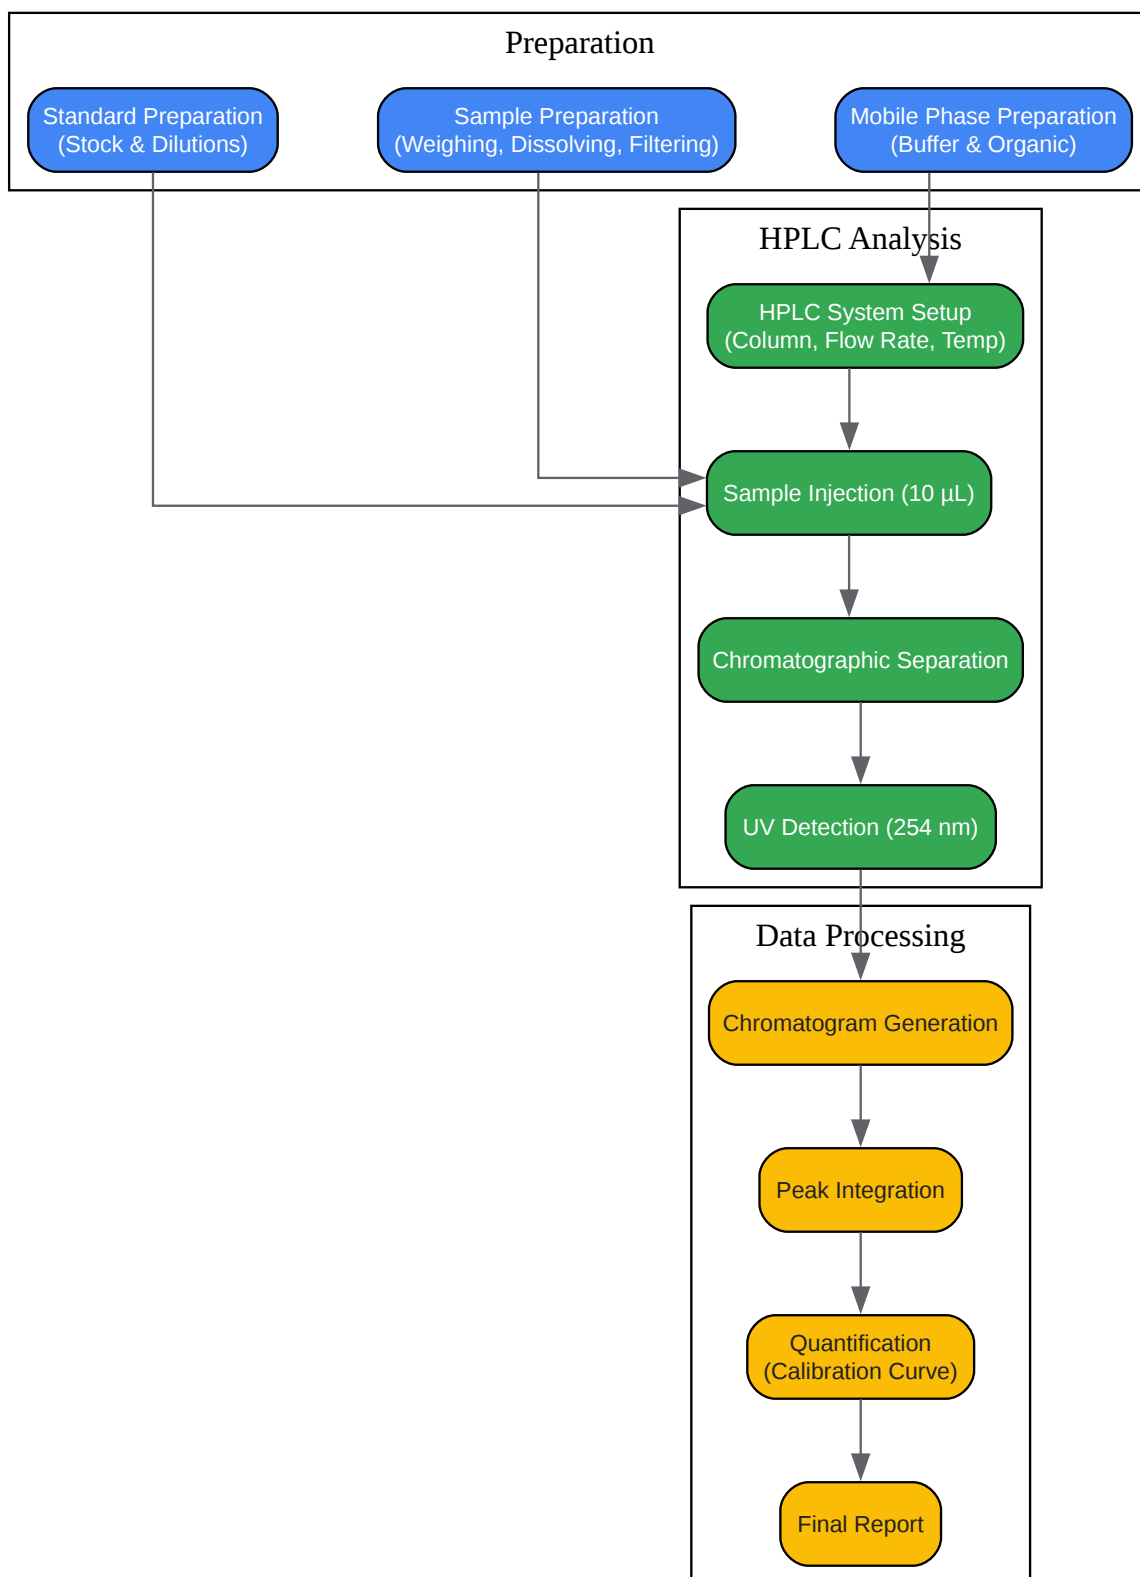 Preparation
Standard Preparation
(Stock & Dilutions)
Sample Preparation
(Weighing, Dissolving, Filtering)
Mobile Phase Preparation
(Buffer & Organic)
HPLC Analysis
HPLC System Setup
(Column, Flow Rate, Temp)
Sample Injection (10 µL)
Chromatographic Separation
UV Detection (254 nm)
Data Processing
Chromatogram Generation
Peak Integration
Quantification
(Calibration Curve)
Final Report